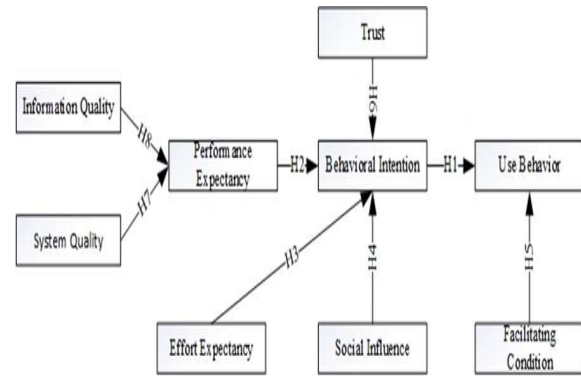 Trust
Information Quality
H8
H6
Performance
Expectancy
H2
Behavioral Intention
H1
Use Behavior
System Quality
H7
H3
H4
H5
Effort Expectancy
Social Influence
Facilitating
Condition